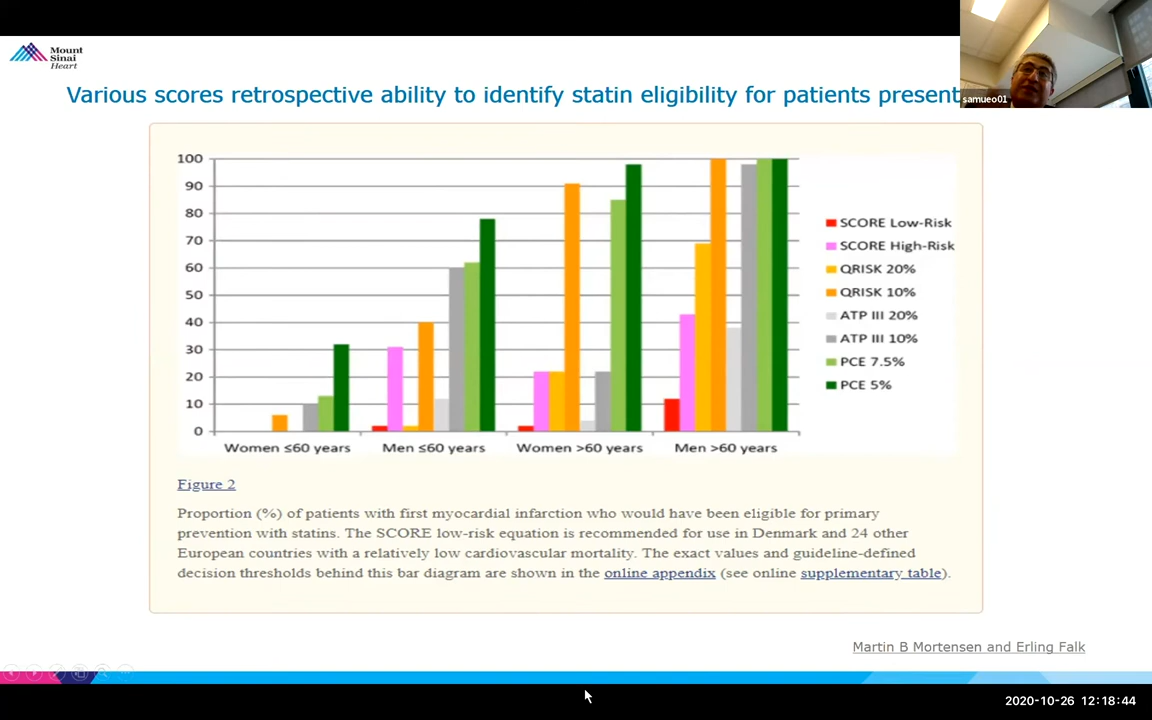 Mount
Sinai
Heart
samueo01
Various scores retrospective ability to identify statin eligibility for patients present
100
90
80
70
60
50
40
30
20
10
0
Women ≤60 years
Men ≤60 years
Women >60 years
Men >60 years
SCORE Low-Risk
SCORE High-Risk
QRISK 20%
QRISK 10%
ATP III 20%
ATP III 10%
PCE 7.5%
PCE 5%
Figure 2
Proportion (%) of patients with first myocardial infarction who would have been eligible for primary
prevention with statins. The SCORE low-risk equation is recommended for use in Denmark and 24 other
European countries with a relatively low cardiovascular mortality. The exact values and guideline-defined
decision thresholds behind this bar diagram are shown in the online appendix (see online supplementary table).
Martin B Mortensen and Erling Falk
2020-10-26 12:18:44